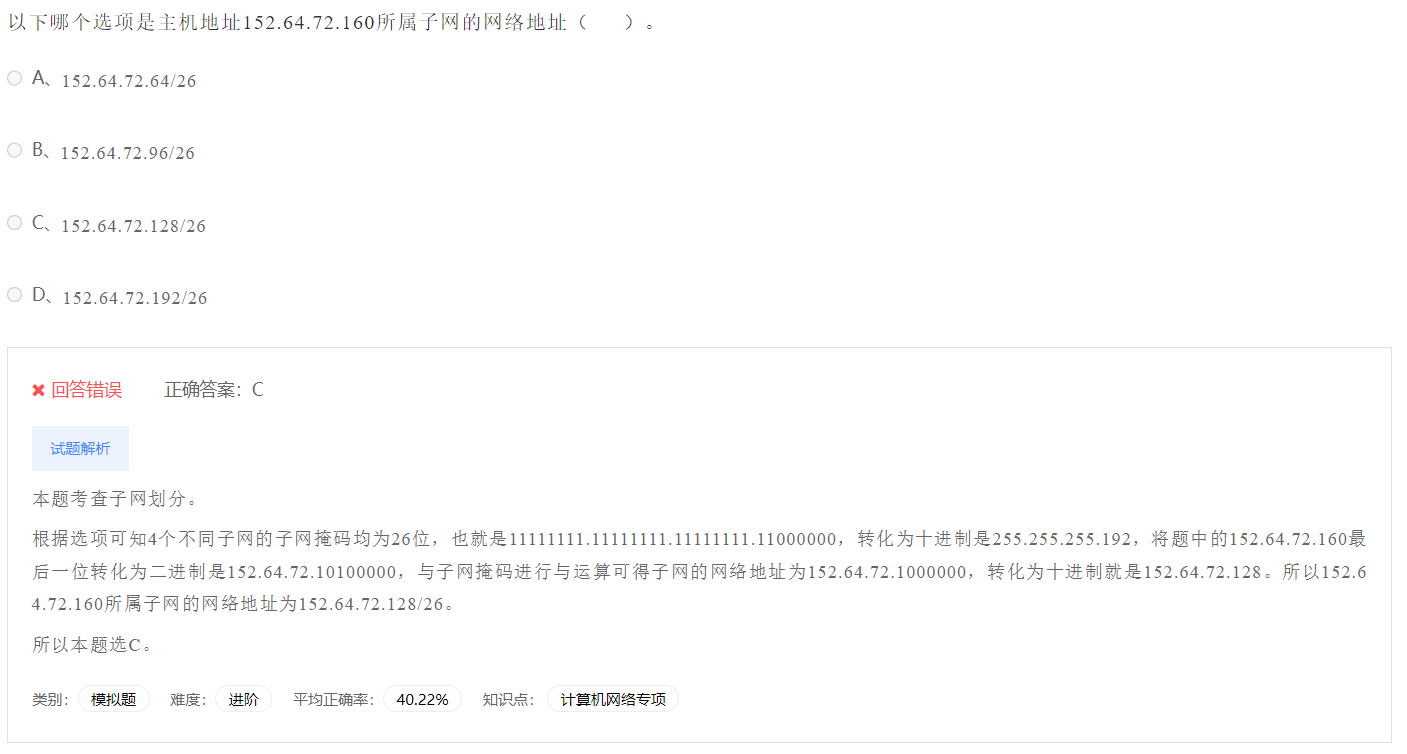 以下哪个选项是主机地址152.64.72.160所属子网的网络地址（　　）。
A、152.64.72.64/26
B、152.64.72.96/26
C、152.64.72.128/26
D、152.64.72.192/26
✖ 回答错误　　正确答案：C
试题解析
本题考查子网划分。
根据选项可知4个不同子网的子网掩码均为26位，也就是11111111.11111111.11111111.11000000，转化为十进制是255.255.255.192，将题中的152.64.72.160最
后一位转化为二进制是152.64.72.10100000，与子网掩码进行与运算可得子网的网络地址为152.64.72.1000000，转化为十进制就是152.64.72.128。所以152.6
4.72.160所属子网的网络地址为152.64.72.128/26。
所以本题选C。
类别： 模拟题　难度： 进阶　平均正确率： 40.22%　知识点： 计算机网络专项